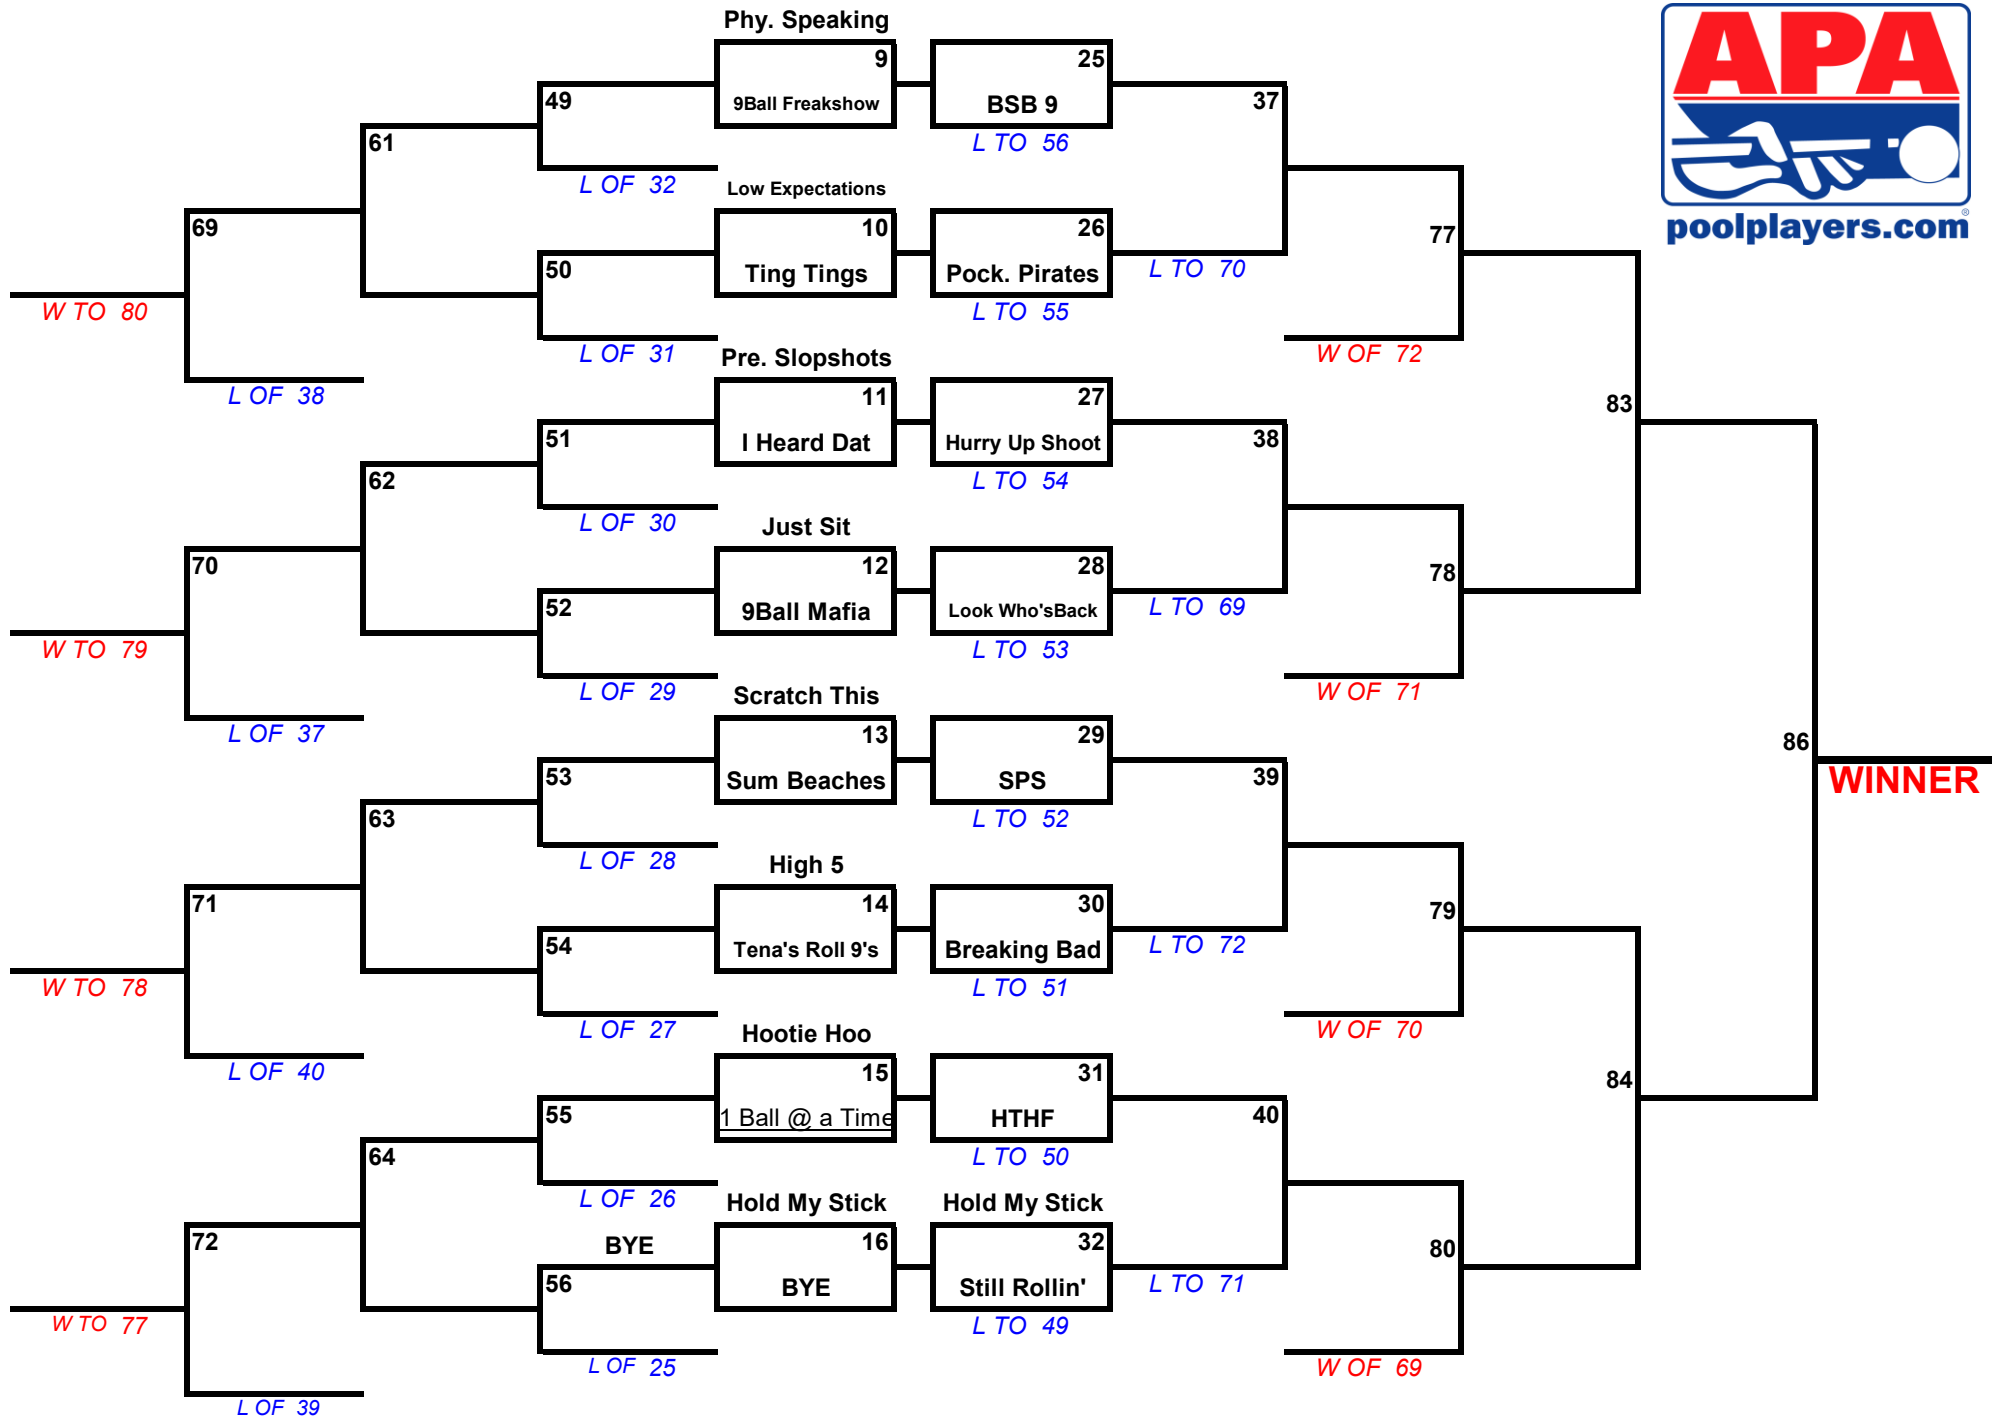 Phy. Speaking
APA
9
25
49
9Ball Freakshow
BSB 9
37
61
L TO 56
L OF 32
Low Expectations
69
10
26
poolplayers.com®
77
50
Ting Tings
Pock. Pirates
L TO 70
W TO 80
L TO 55
L OF 31
Pre. Slopshots
W OF 72
L OF 38
11
27
83
51
I Heard Dat
Hurry Up Shoot
38
62
L TO 54
L OF 30
Just Sit
70
12
28
78
52
9Ball Mafia
Look Who'sBack
L TO 69
W TO 79
L TO 53
L OF 29
Scratch This
W OF 71
L OF 37
13
29
86
53
Sum Beaches
SPS
39
WINNER
63
L TO 52
L OF 28
High 5
71
14
30
79
54
Tena's Roll 9's
Breaking Bad
L TO 72
W TO 78
L TO 51
L OF 27
Hootie Hoo
W OF 70
L OF 40
15
31
84
55
1 Ball @ a Time
HTHF
40
64
L TO 50
L OF 26
Hold My Stick
Hold My Stick
72
BYE
16
32
80
56
BYE
Still Rollin'
L TO 71
W TO 77
L TO 49
L OF 25
W OF 69
L OF 39